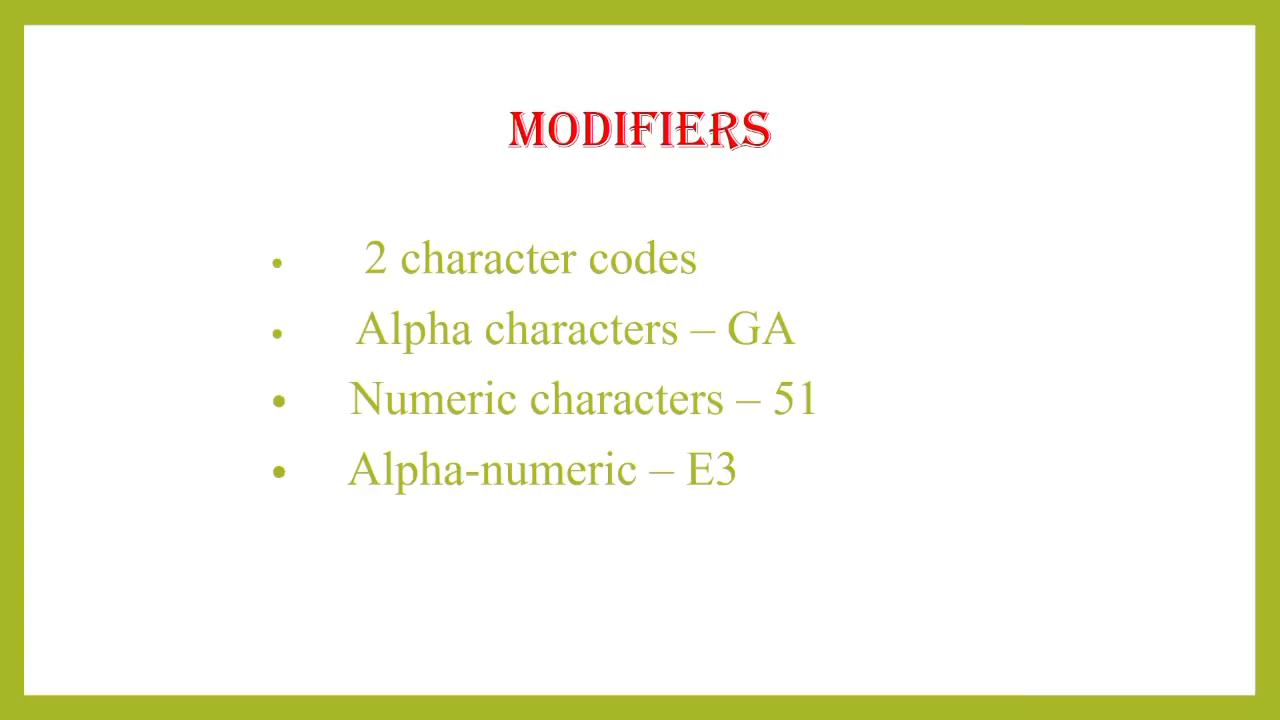 MODIFIERS
• 2 character codes
• Alpha characters – GA
• Numeric characters – 51
• Alpha-numeric – E3